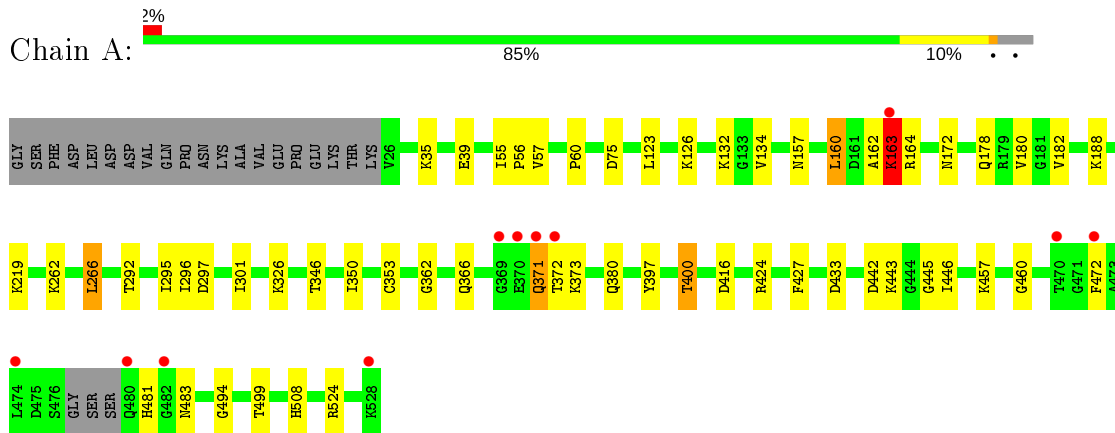 2%
Chain A:
85% 10% • •
GLY SER PHE ASP LEU ASP ASP VAL GLN PRO ASN LYS ALA VAL GLU PRO GLU LYS THR LYS V26 K35 E39 I55 P56 V57 P60 D75 L123 K126 K132 G133 V134 N157 L160 D161 A162 K163 R164 N172 Q178 R179 V180 G181 V182 K188
K219 K262 L266 T292 I295 I296 D297 I301 K326 T346 I350 C353 G362 Q366 G369 E370 Q371 T372 K373 Q380 Y397 T400 D416 R424 F427 D433 D442 K443 G444 G445 I446 K457 G460 T470 G471 F472 A473
L474 D475 S476 GLY SER SER Q480 H481 G482 N483 G494 T499 H508 R524 K528